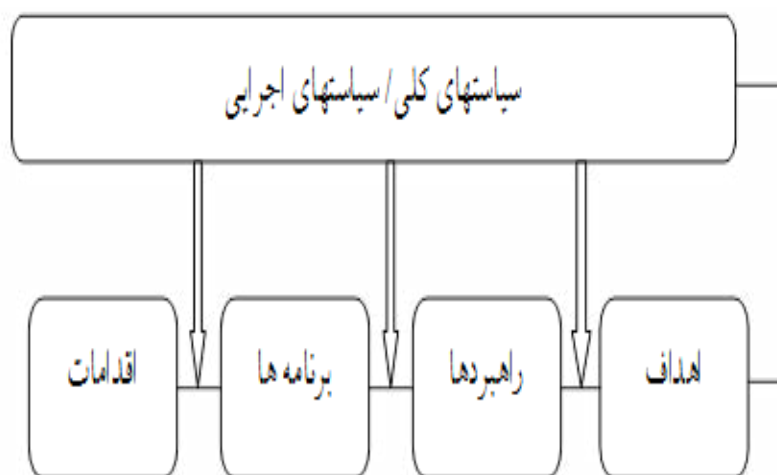 سیاستهای کلی/ سیاستهای اجرایی
اهداف
راهبردها
برنامه ها
اقدامات